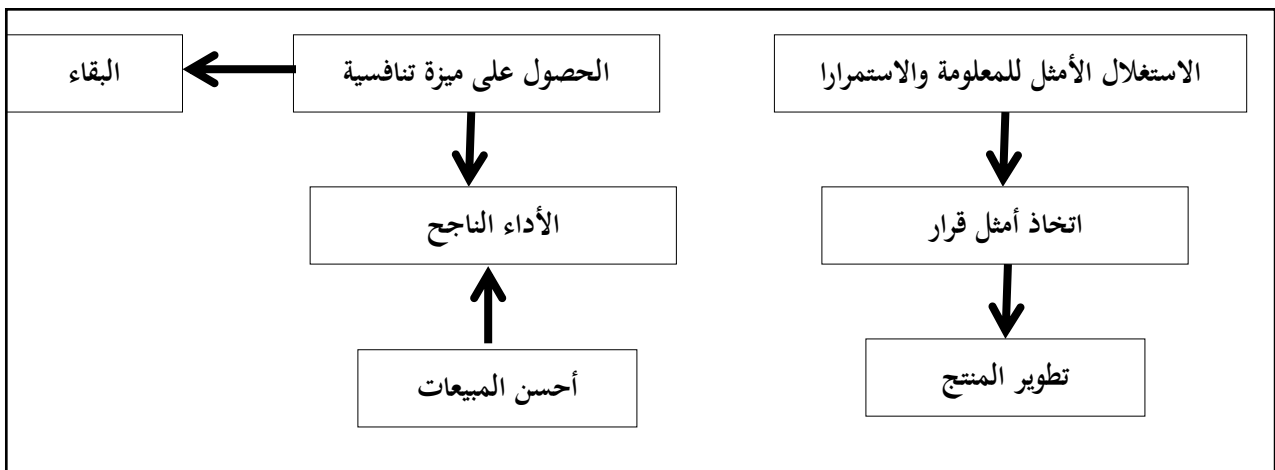 الاستغلال الأمثل للمعلومة والاستمرارا
الحصول على ميزة تنافسية
البقاء
اتخاذ أمثل قرار
الأداء الناجح
تطوير المنتج
أحسن المبيعات